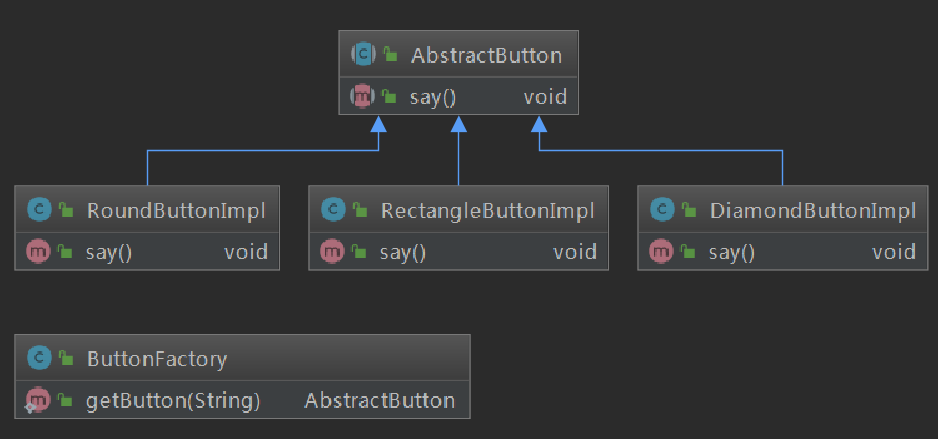 AbstractButton
say() void
RoundButtonImpl
say() void
RectangleButtonImpl
say() void
DiamondButtonImpl
say() void
ButtonFactory
getButton(String) AbstractButton